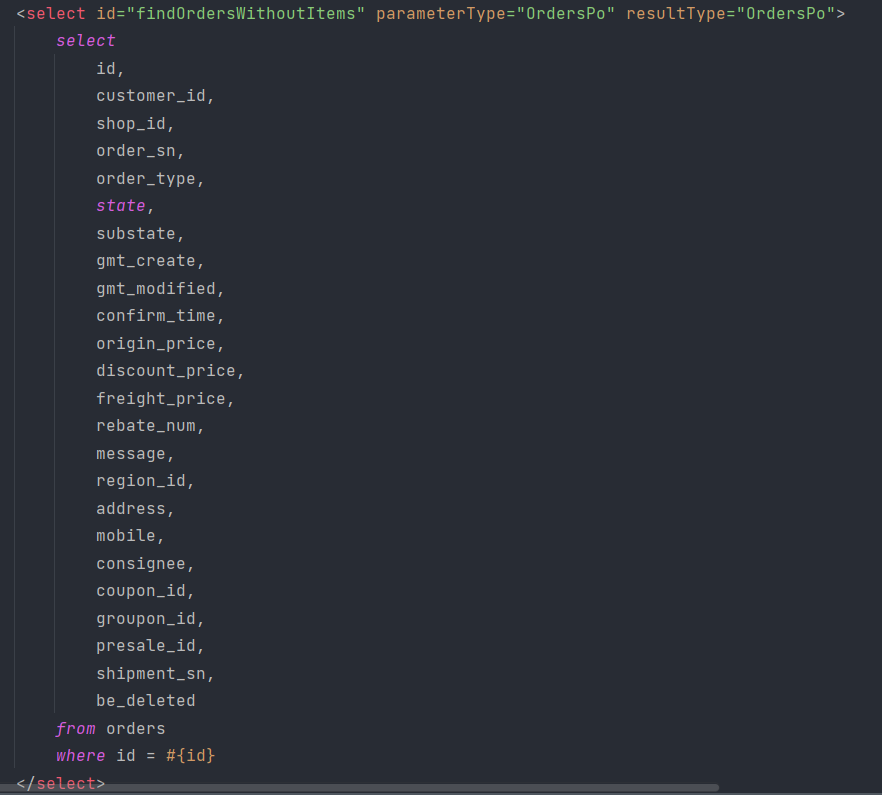 <select id="findOrdersWithoutItems" parameterType="OrdersPo" resultType="OrdersPo">
select
id,
customer_id,
shop_id,
order_sn,
order_type,
state,
substate,
gmt_create,
gmt_modified,
confirm_time,
origin_price,
discount_price,
freight_price,
rebate_num,
message,
region_id,
address,
mobile,
consignee,
coupon_id,
groupon_id,
presale_id,
shipment_sn,
be_deleted
from orders
where id = #{id}
</select>